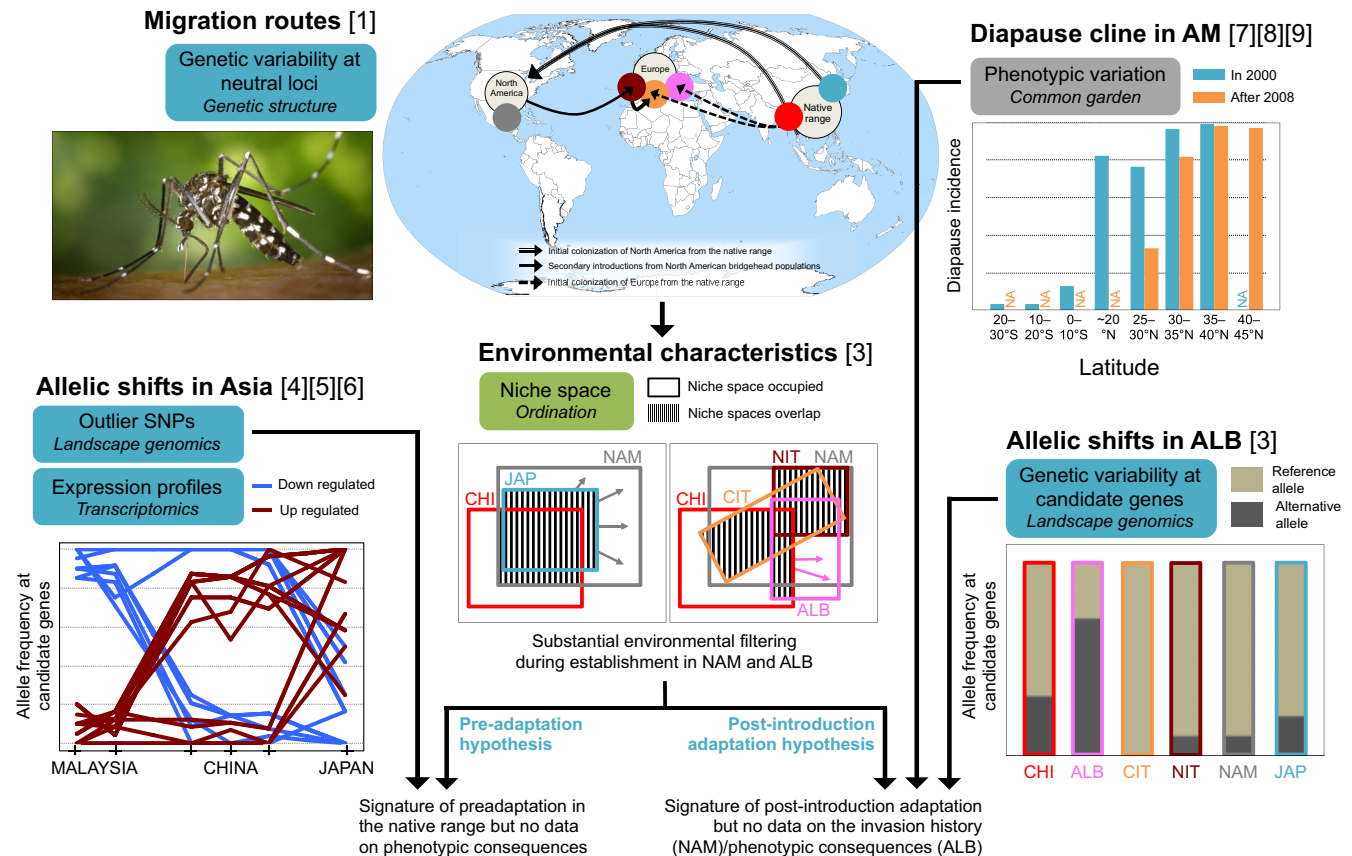 Migration routes [1]
Genetic variability at
neutral loci
Genetic structure
North
America
Europe
Native
range
Initial colonization of North America from the native range
Secondary introductions from North American bridgehead populations
Initial colonization of Europe from the native range
Diapause cline in AM [7][8][9]
Phenotypic variation
Common garden
In 2000
After 2008
Diapause incidence
NA
NA
NA
NA
NA
20–
30°S
10–
20°S
0–
10°S
~20
°N
25–
30°N
30–
35°N
35–
40°N
40–
45°N
Latitude
Environmental characteristics [3]
Niche space
Ordination
Niche space occupied
Niche spaces overlap
NAM
JAP
CHI
NIT
NAM
CHI
CIT
ALB
Substantial environmental filtering
during establishment in NAM and ALB
Allelic shifts in Asia [4][5][6]
Outlier SNPs
Landscape genomics
Expression profiles
Transcriptomics
Down regulated
Up regulated
Allele frequency at
candidate genes
MALAYSIA
CHINA
JAPAN
Allelic shifts in ALB [3]
Genetic variability at
candidate genes
Landscape genomics
Reference
allele
Alternative
allele
Allele frequency at
candidate genes
CHI
ALB
CIT
NIT
NAM
JAP
Pre-adaptation
hypothesis
Post-introduction
adaptation hypothesis
Signature of preadaptation in
the native range but no data
on phenotypic consequences
Signature of post-introduction adaptation
but no data on the invasion history
(NAM)/phenotypic consequences (ALB)